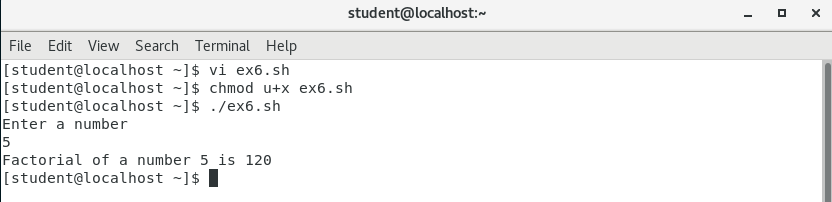 student@localhost:~
File Edit View Search Terminal Help
[student@localhost ~]$ vi ex6.sh
[student@localhost ~]$ chmod u+x ex6.sh
[student@localhost ~]$ ./ex6.sh
Enter a number
5
Factorial of a number 5 is 120
[student@localhost ~]$